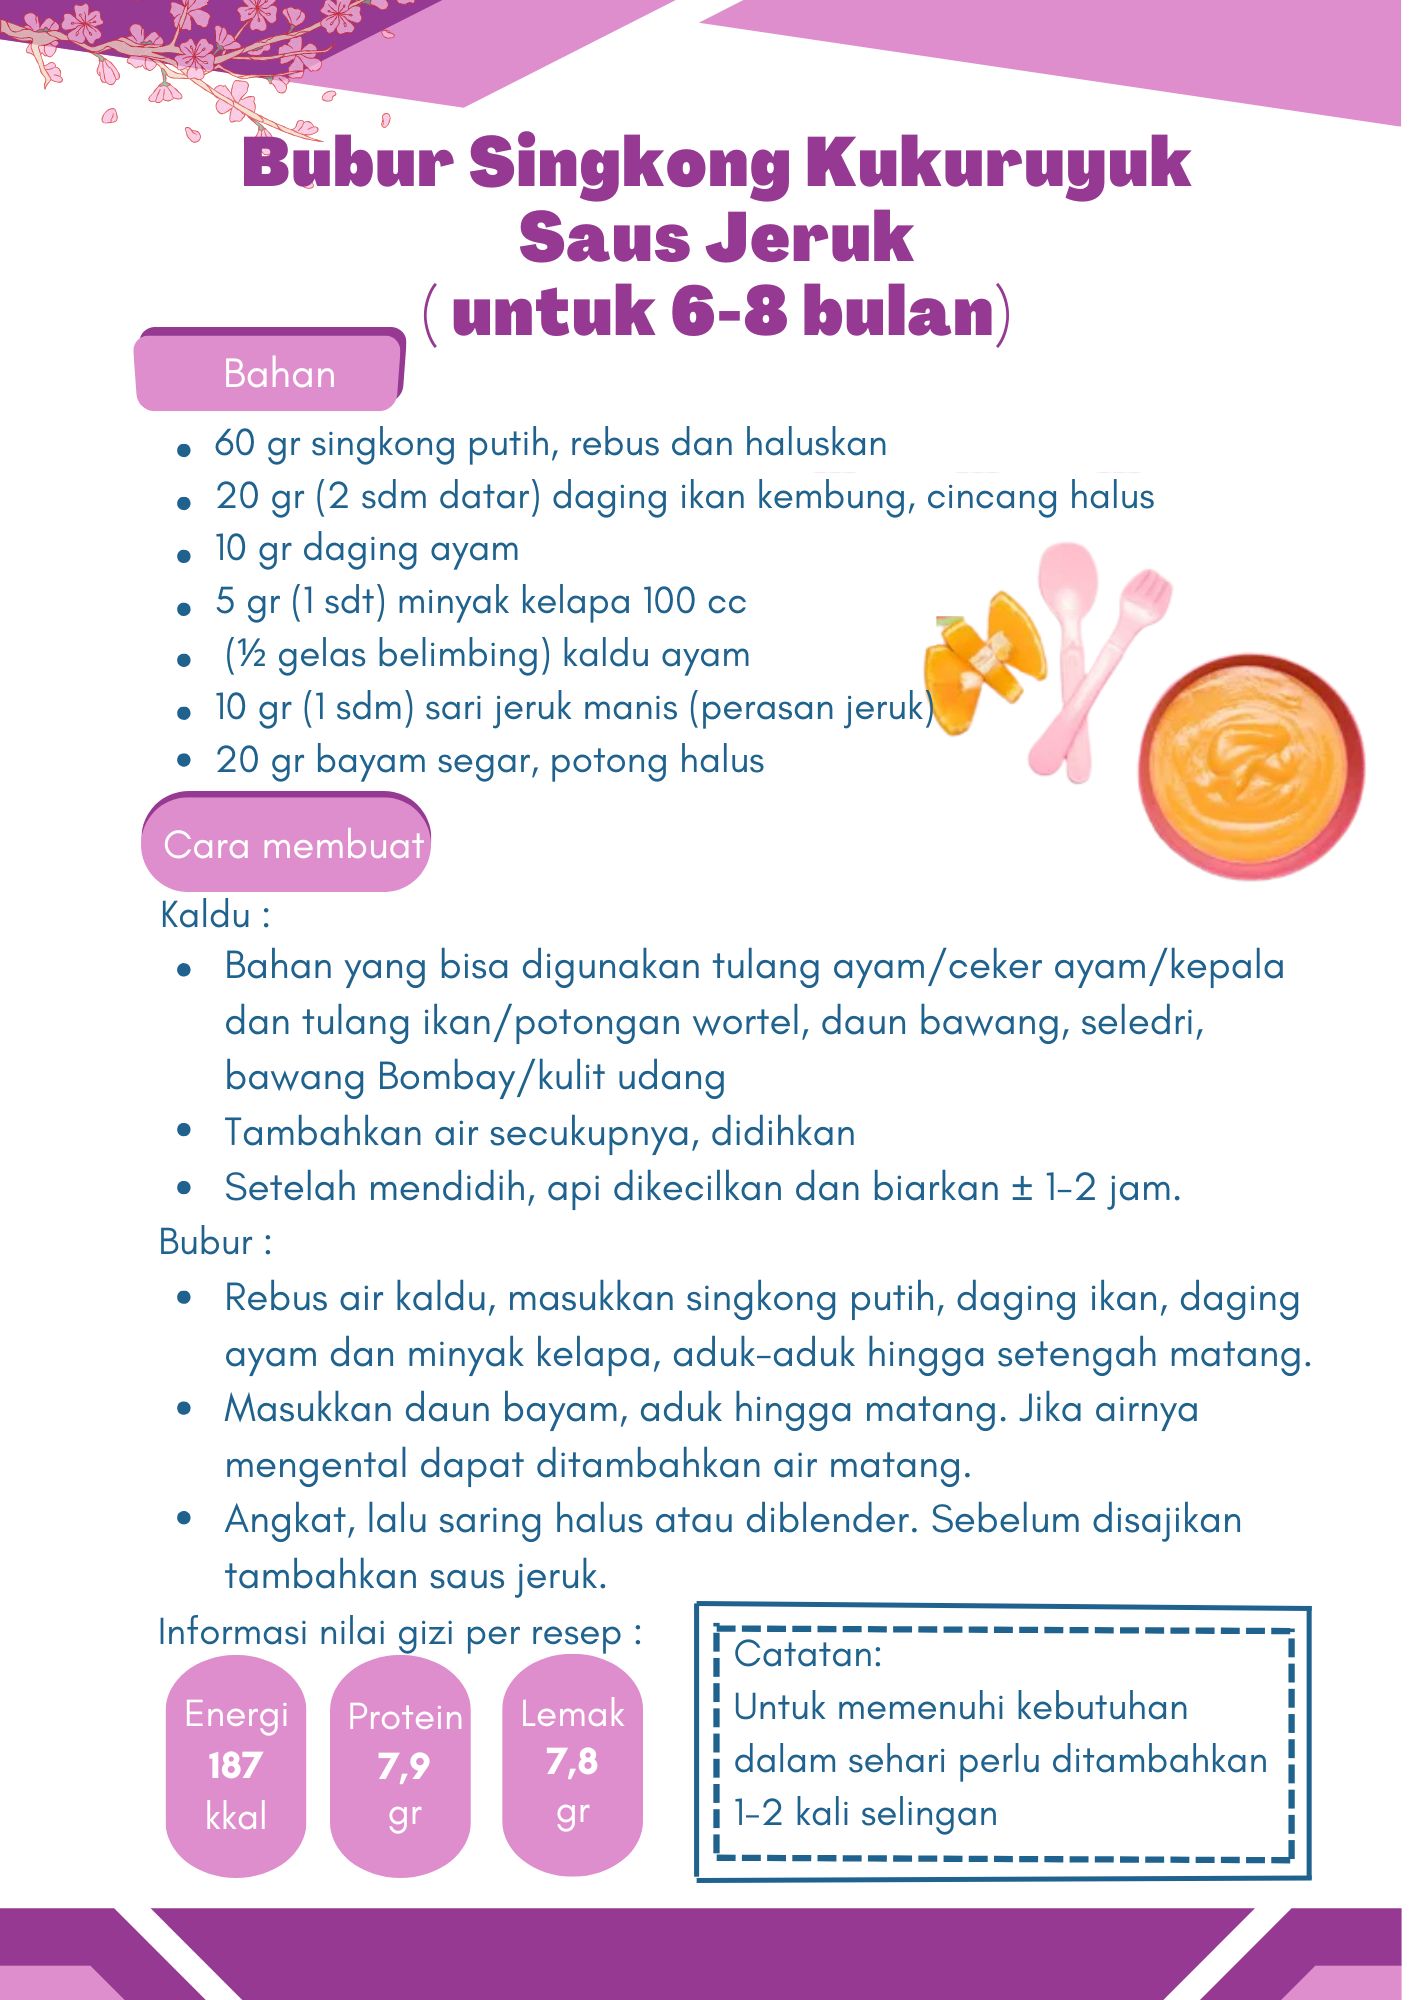 Bubur Singkong Kukuruyuk
Saus Jeruk
( untuk 6-8 bulan)
Bahan
• 60 gr singkong putih, rebus dan haluskan
• 20 gr (2 sdm datar) daging ikan kembung, cincang halus
• 10 gr daging ayam
• 5 gr (1 sdt) minyak kelapa 100 cc
• (½ gelas belimbing) kaldu ayam
• 10 gr (1 sdm) sari jeruk manis (perasan jeruk)
• 20 gr bayam segar, potong halus
Cara membuat
Kaldu :
• Bahan yang bisa digunakan tulang ayam/ceker ayam/kepala
dan tulang ikan/potongan wortel, daun bawang, seledri,
bawang Bombay/kulit udang
• Tambahkan air secukupnya, didihkan
• Setelah mendidih, api dikecilkan dan biarkan ± 1-2 jam.
Bubur :
• Rebus air kaldu, masukkan singkong putih, daging ikan, daging
ayam dan minyak kelapa, aduk-aduk hingga setengah matang.
• Masukkan daun bayam, aduk hingga matang. Jika airnya
mengental dapat ditambahkan air matang.
• Angkat, lalu saring halus atau diblender. Sebelum disajikan
tambahkan saus jeruk.
Informasi nilai gizi per resep :
Energi
187
kkal
Protein
7,9
gr
Lemak
7,8
gr
Catatan:
Untuk memenuhi kebutuhan
dalam sehari perlu ditambahkan
1-2 kali selingan